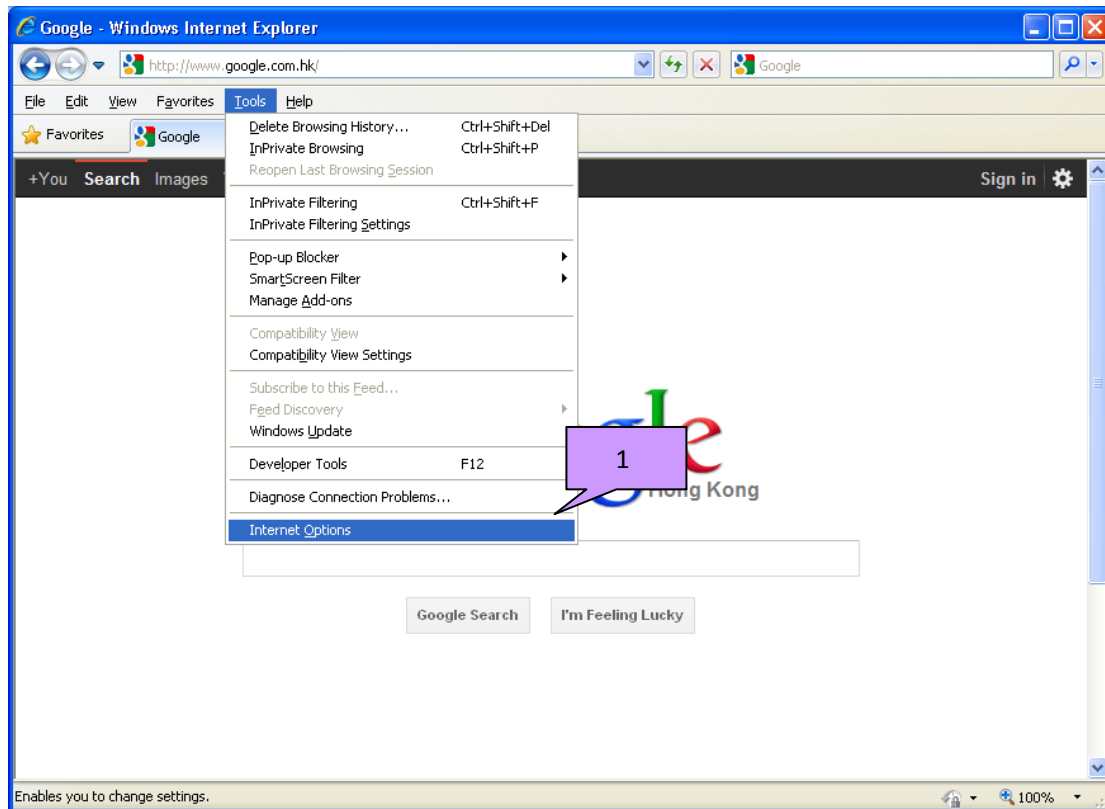 Google - Windows Internet Explorer
http://www.google.com.hk/
Google
File Edit View Favorites Tools Help
Favorites Google
+You Search Images Sign in
Delete Browsing History... Ctrl+Shift+Del
InPrivate Browsing Ctrl+Shift+P
Reopen Last Browsing Session
InPrivate Filtering Ctrl+Shift+F
InPrivate Filtering Settings
Pop-up Blocker
SmartScreen Filter
Manage Add-ons
Compatibility View
Compatibility View Settings
Subscribe to this Feed...
Feed Discovery
Windows Update
Developer Tools F12
Diagnose Connection Problems...
Internet Options
1
gle
Hong Kong
Google Search I'm Feeling Lucky
Enables you to change settings. 100%